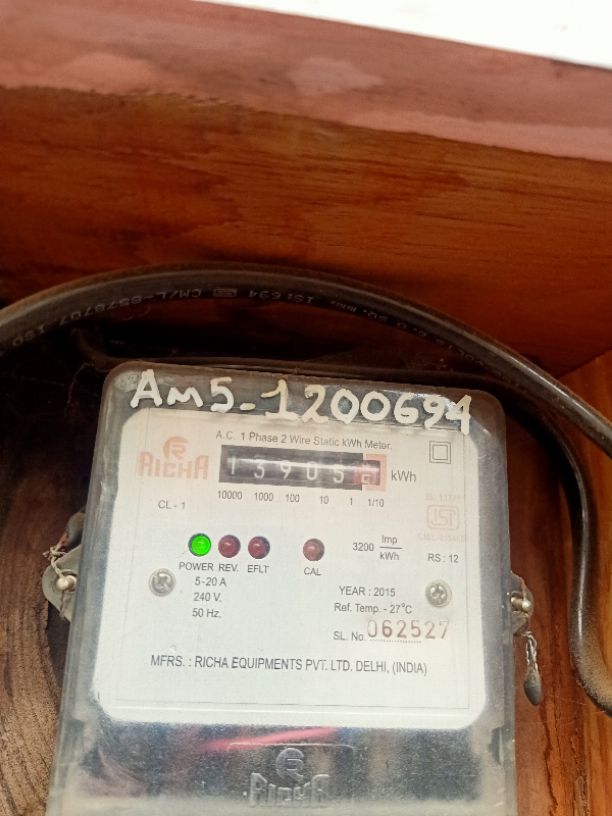 Am5-1200694
A.C. 1 Phase 2 Wire Static kWh Meter.
RICHA
13905 kWh
10000 1000 100 10 1 1/10
CL-1
3200 Imp/kWh
POWER REV. EFLT CAL
RS : 12
5-20 A
240 V.
50 Hz.
YEAR : 2015
Ref. Temp. - 27°C
SL. No. 062527
MFRS. : RICHA EQUIPMENTS PVT. LTD. DELHI, (INDIA)
RICHA